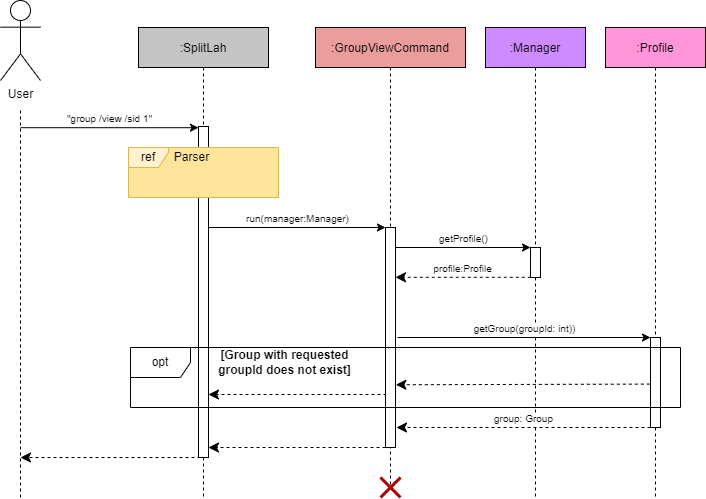 :SplitLah
:GroupViewCommand
:Manager
:Profile
User
"group /view /sid 1"
ref
Parser
run(manager:Manager)
getProfile()
profile:Profile
getGroup(groupId: int))
opt
[Group with requested
groupId does not exist]
group: Group